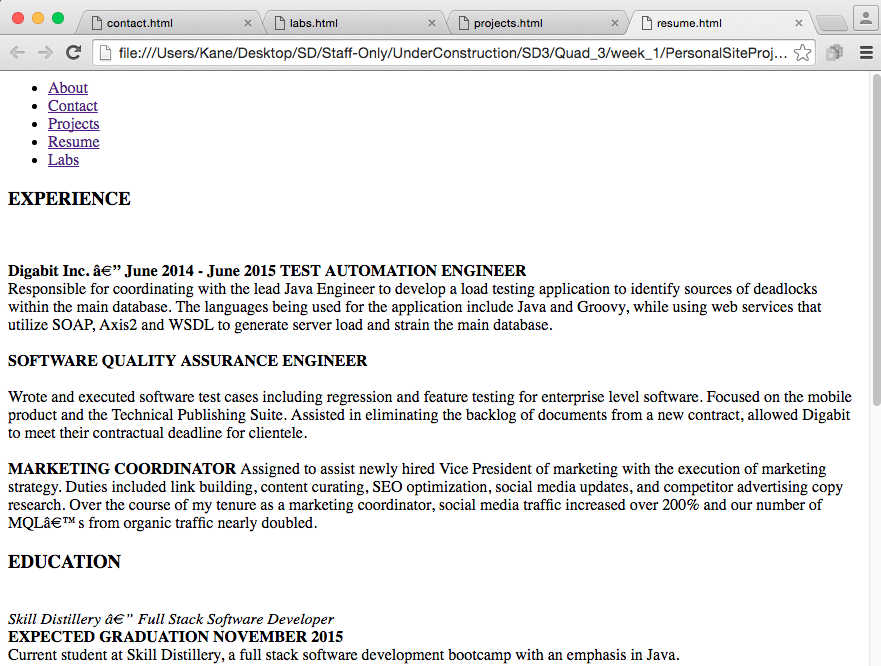 contact.html
labs.html
projects.html
resume.html
file:///Users/Kane/Desktop/SD/Staff-Only/UnderConstruction/SD3/Quad_3/week_1/PersonalSiteProj...
About
Contact
Projects
Resume
Labs
EXPERIENCE
Digabit Inc. â€” June 2014 - June 2015 TEST AUTOMATION ENGINEER
Responsible for coordinating with the lead Java Engineer to develop a load testing application to identify sources of deadlocks
within the main database. The languages being used for the application include Java and Groovy, while using web services that
utilize SOAP, Axis2 and WSDL to generate server load and strain the main database.
SOFTWARE QUALITY ASSURANCE ENGINEER
Wrote and executed software test cases including regression and feature testing for enterprise level software. Focused on the mobile
product and the Technical Publishing Suite. Assisted in eliminating the backlog of documents from a new contract, allowed Digabit
to meet their contractual deadline for clientele.
MARKETING COORDINATOR Assigned to assist newly hired Vice President of marketing with the execution of marketing
strategy. Duties included link building, content curating, SEO optimization, social media updates, and competitor advertising copy
research. Over the course of my tenure as a marketing coordinator, social media traffic increased over 200% and our number of
MQLâ€™s from organic traffic nearly doubled.
EDUCATION
Skill Distillery â€” Full Stack Software Developer
EXPECTED GRADUATION NOVEMBER 2015
Current student at Skill Distillery, a full stack software development bootcamp with an emphasis in Java.